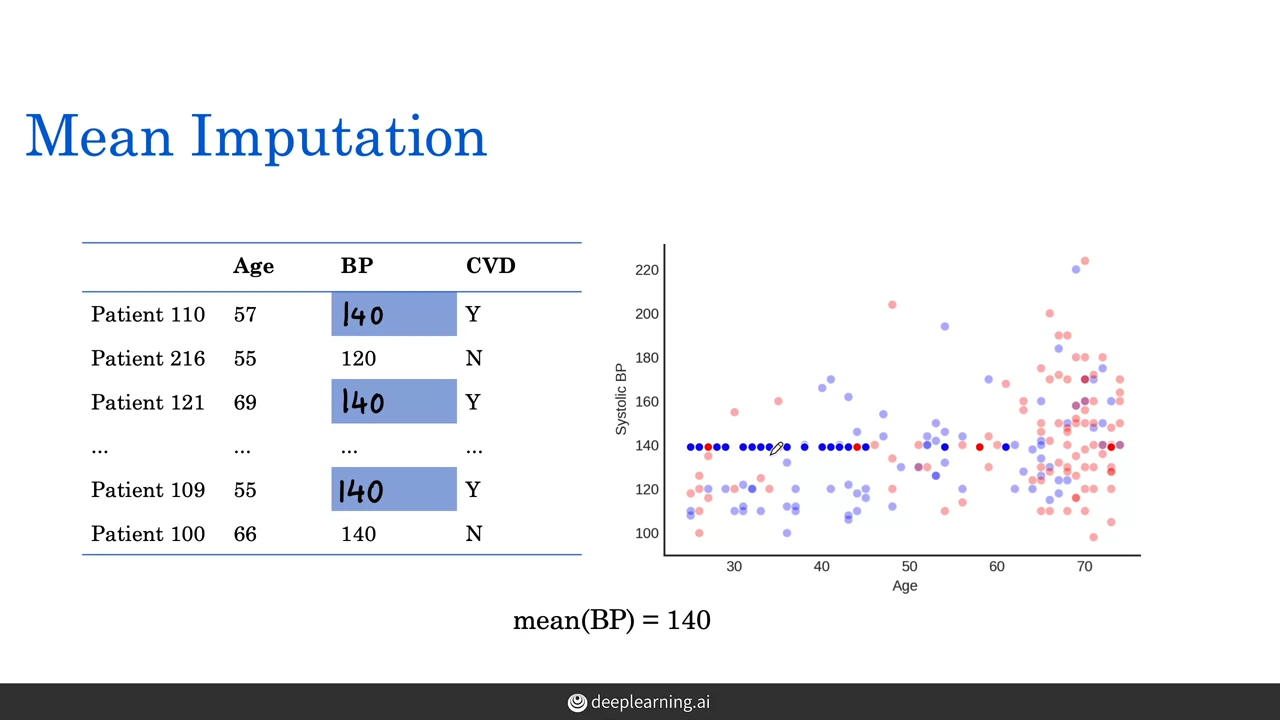 Mean Imputation
Age BP CVD
Patient 110 57 140 Y
Patient 216 55 120 N
Patient 121 69 140 Y
... ... ... ...
Patient 109 55 140 Y
Patient 100 66 140 N
220
200
180
160
140
120
100
Systolic BP
30 40 50 60 70
Age
mean(BP) = 140
deeplearning.ai